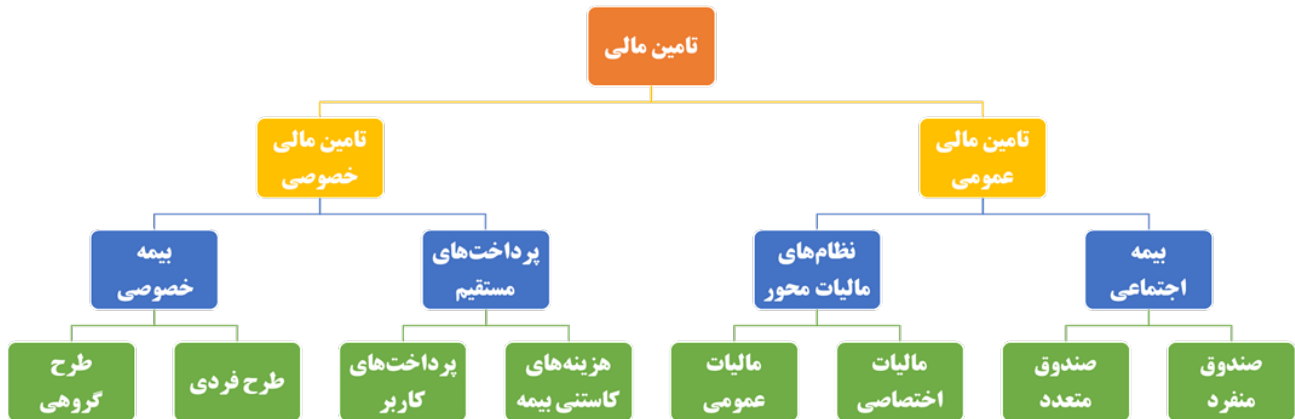 تامین مالی
تامین مالی
عمومی
تامین مالی
خصوصی
بیمه
اجتماعی
نظام‌های
مالیات محور
پرداخت‌های
مستقیم
بیمه
خصوصی
صندوق
منفرد
صندوق
متعدد
مالیات
اختصاصی
مالیات
عمومی
هزینه‌های
کاستنی بیمه
پرداخت‌های
کاربر
طرح فردی
طرح
گروهی